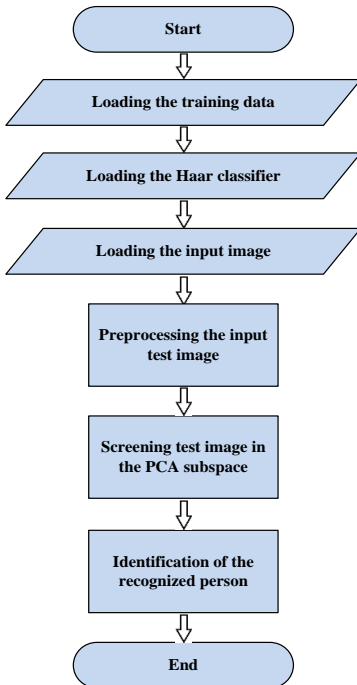 Start
Loading the training data
Loading the Haar classifier
Loading the input image
Preprocessing the input
test image
Screening test image in
the PCA subspace
Identification of the
recognized person
End